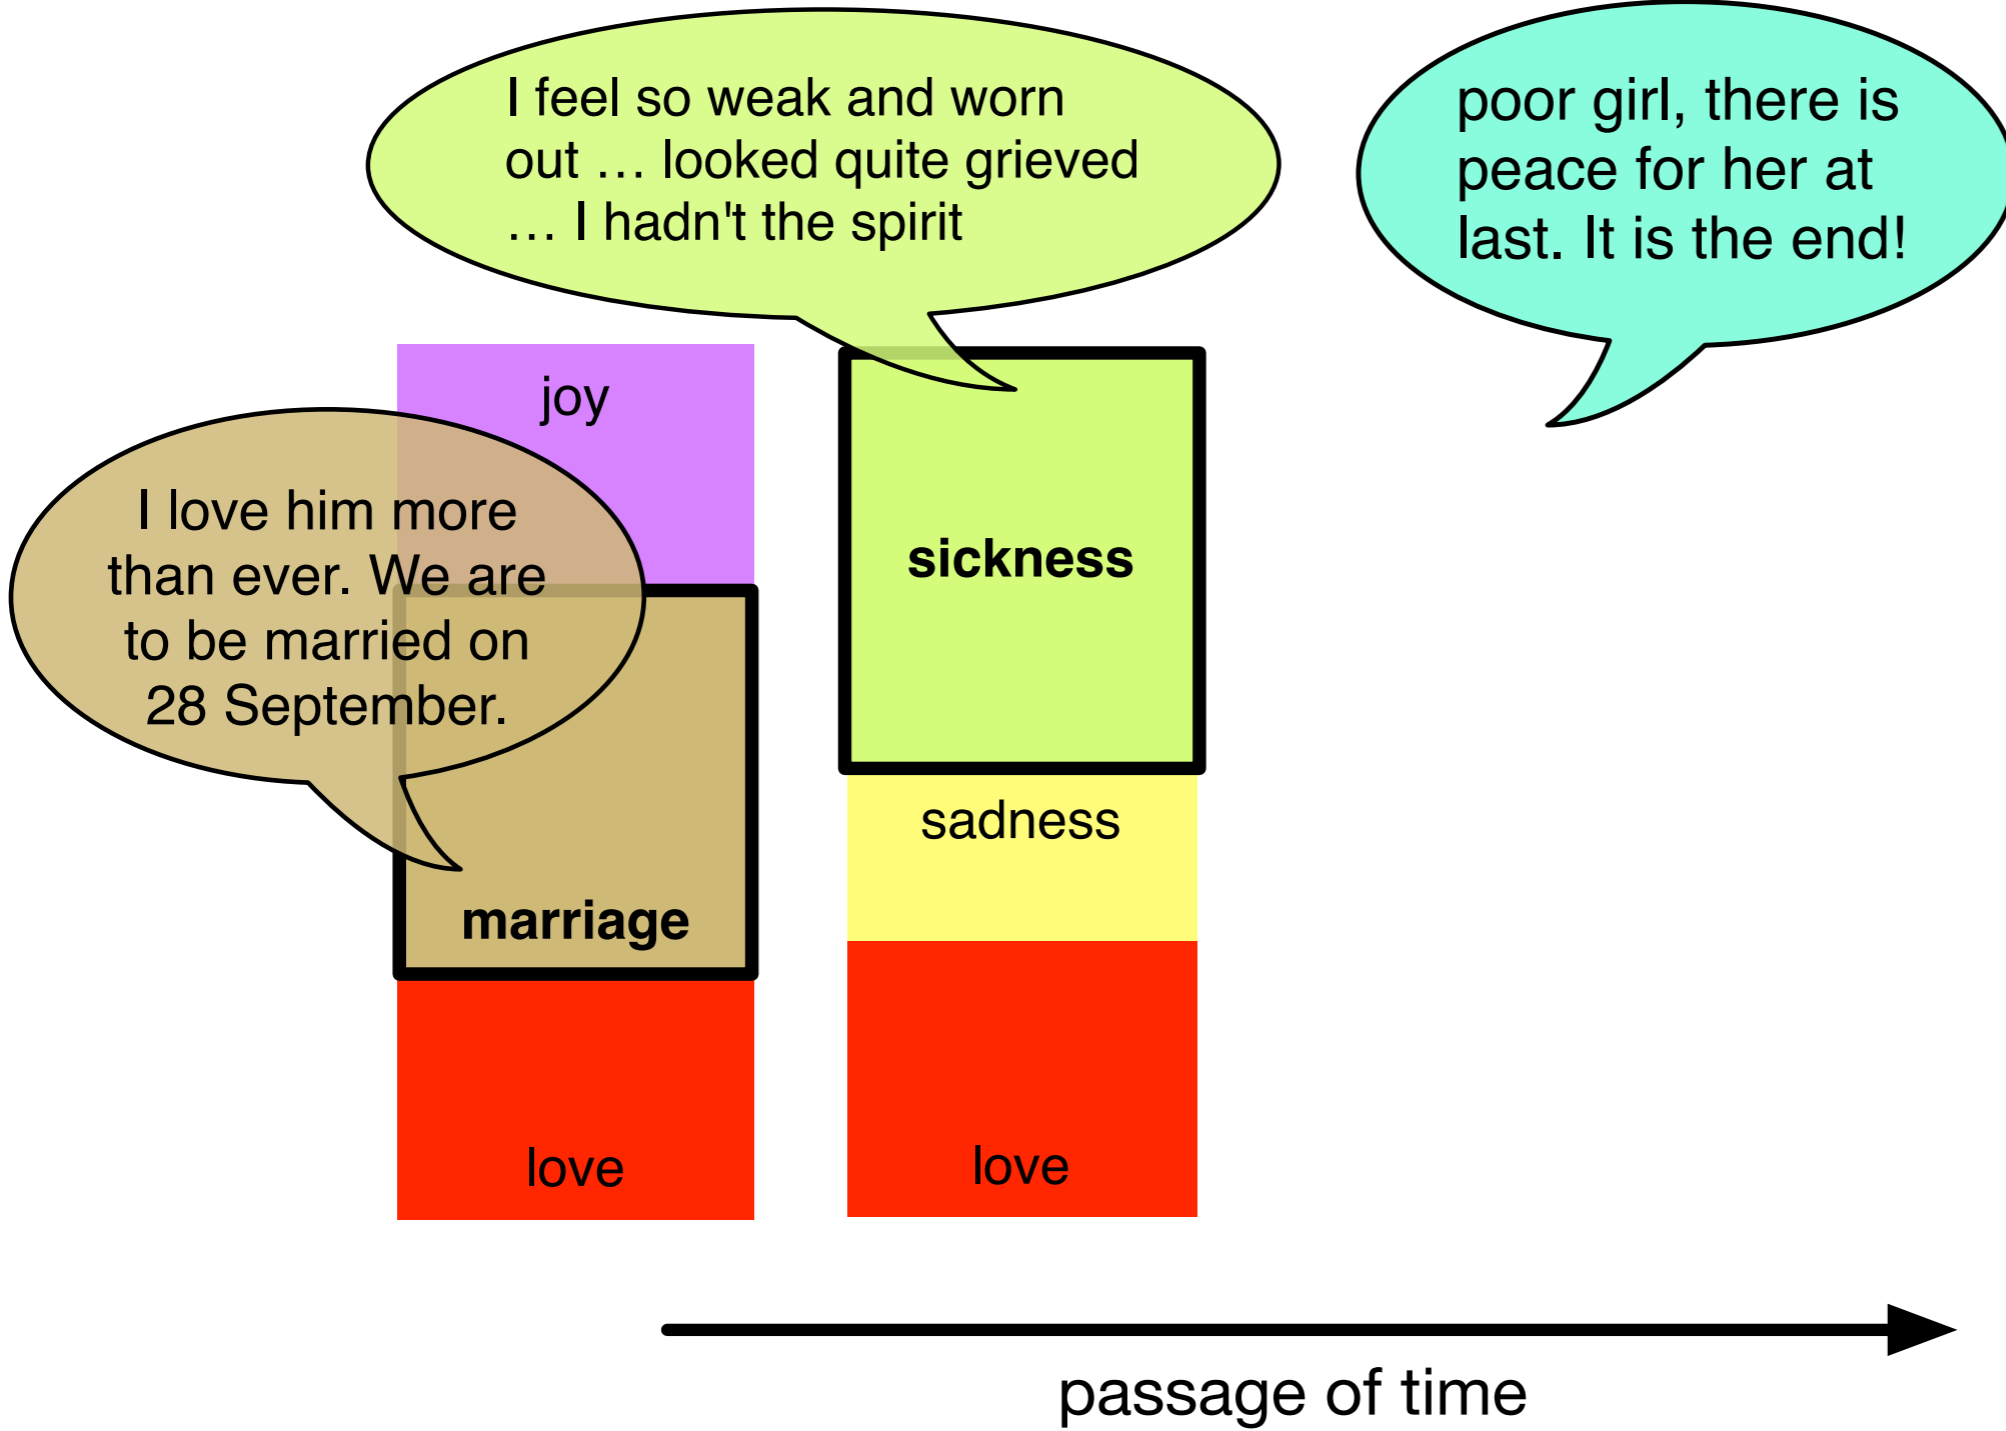 I feel so weak and worn
out … looked quite grieved
… I hadn't the spirit
poor girl, there is
peace for her at
last. It is the end!
joy
I love him more
than ever. We are
to be married on
28 September.
marriage
love
sickness
sadness
love
passage of time